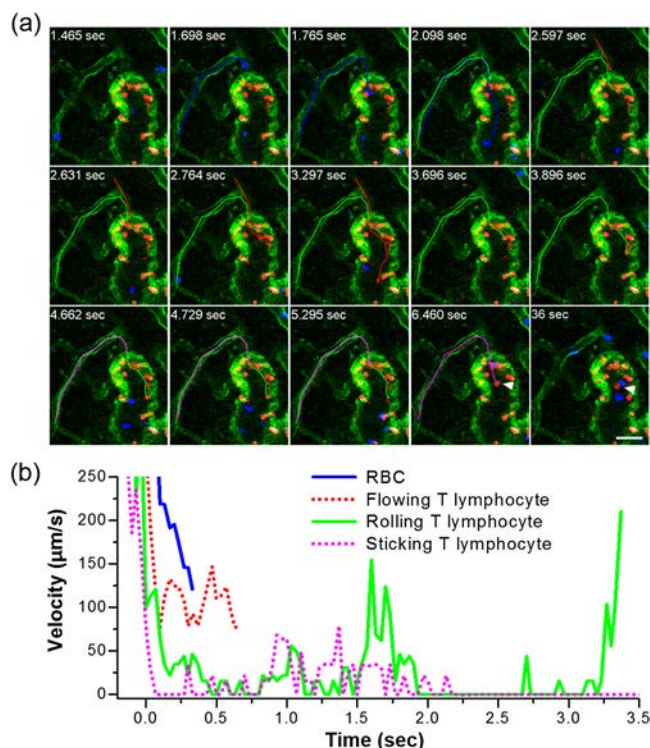 (a)
1.465 sec 1.698 sec 1.765 sec 2.098 sec 2.597 sec
2.631 sec 2.764 sec 3.297 sec 3.696 sec 3.896 sec
4.662 sec 4.729 sec 5.295 sec 6.460 sec 36 sec
(b)
250
200
150
100
50
0
Velocity (µm/s)
RBC
Flowing T lymphocyte
Rolling T lymphocyte
Sticking T lymphocyte
0.0 0.5 1.0 1.5 2.0 2.5 3.0 3.5
Time (sec)